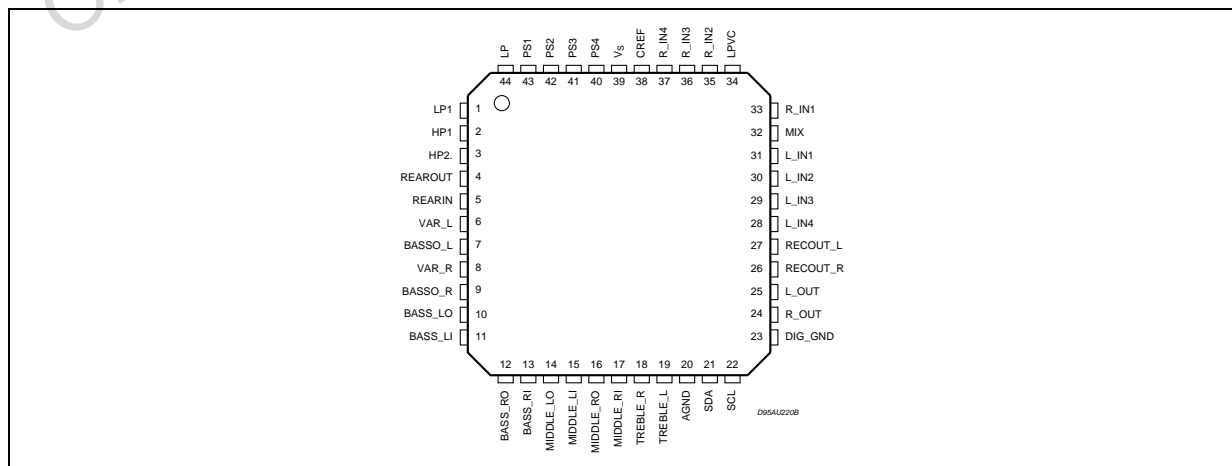 LP PS1 PS2 PS3 PS4 VS CREF R_IN4 R_IN3 R_IN2 LPVC
44 43 42 41 40 39 38 37 36 35 34
LP1 1 33 R_IN1
HP1 2 32 MIX
HP2. 3 31 L_IN1
REAROUT 4 30 L_IN2
REARIN 5 29 L_IN3
VAR_L 6 28 L_IN4
BASSO_L 7 27 RECOUT_L
VAR_R 8 26 RECOUT_R
BASSO_R 9 25 L_OUT
BASS_LO 10 24 R_OUT
BASS_LI 11 23 DIG_GND
12 13 14 15 16 17 18 19 20 21 22
BASS_RO BASS_RI MIDDLE_LO MIDDLE_LI MIDDLE_RO MIDDLE_RI TREBLE_R TREBLE_L AGND SDA SCL
D95AU220B